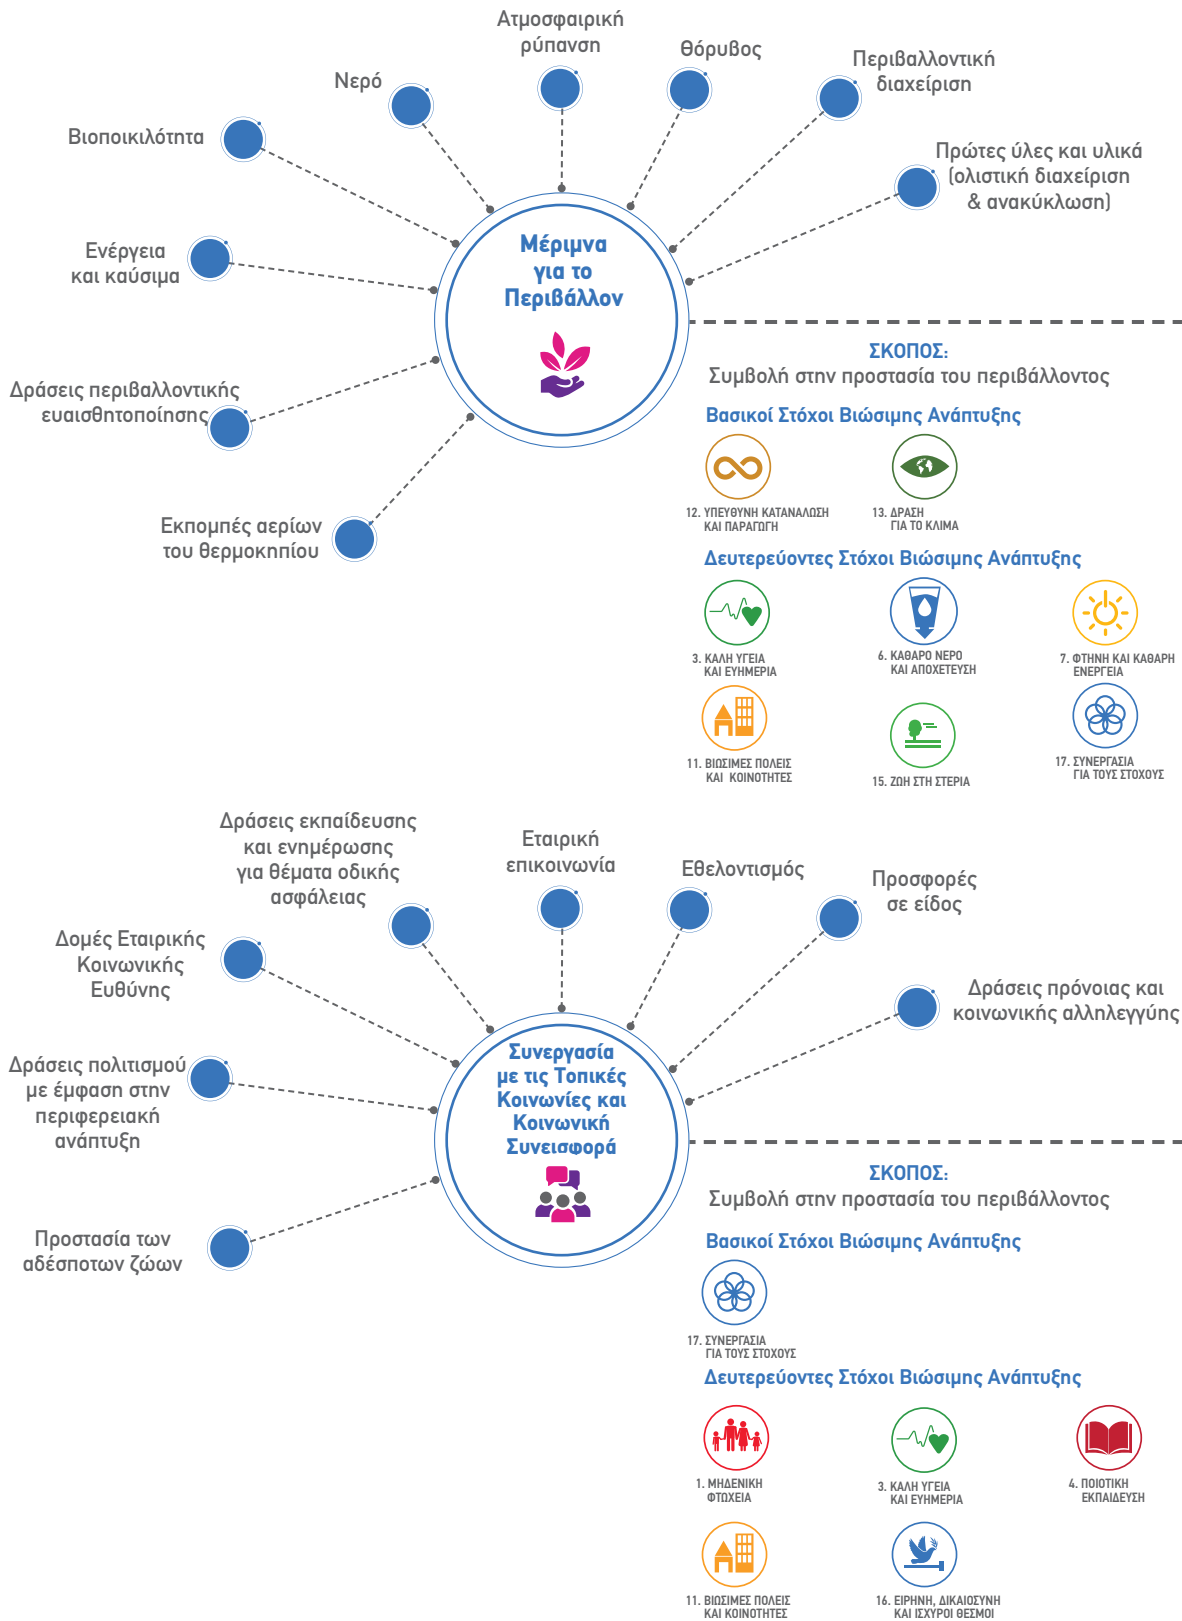 Ατμοσφαιρική
ρύπανση
Θόρυβος
Περιβαλλοντική
διαχείριση
Νερό
Βιοποικιλότητα
Πρώτες ύλες και υλικά
(ολιστική διαχείριση
& ανακύκλωση)
Ενέργεια
και καύσιμα
Μέριμνα
για το
Περιβάλλον
Δράσεις περιβαλλοντικής
ευαισθητοποίησης
Εκπομπές αερίων
του θερμοκηπίου
ΣΚΟΠΟΣ:
Συμβολή στην προστασία του περιβάλλοντος
Βασικοί Στόχοι Βιώσιμης Ανάπτυξης
12. ΥΠΕΥΘΥΝΗ ΚΑΤΑΝΑΛΩΣΗ
ΚΑΙ ΠΑΡΑΓΩΓΗ
13. ΔΡΑΣΗ
ΓΙΑ ΤΟ ΚΛΙΜΑ
Δευτερεύοντες Στόχοι Βιώσιμης Ανάπτυξης
3. ΚΑΛΗ ΥΓΕΙΑ
ΚΑΙ ΕΥΗΜΕΡΙΑ
6. ΚΑΘΑΡΟ ΝΕΡΟ
ΚΑΙ ΑΠΟΧΕΤΕΥΣΗ
7. ΦΤΗΝΗ ΚΑΙ ΚΑΘΑΡΗ
ΕΝΕΡΓΕΙΑ
11. ΒΙΩΣΙΜΕΣ ΠΟΛΕΙΣ
ΚΑΙ ΚΟΙΝΟΤΗΤΕΣ
15. ΖΩΗ ΣΤΗ ΣΤΕΡΙΑ
17. ΣΥΝΕΡΓΑΣΙΑ
ΓΙΑ ΤΟΥΣ ΣΤΟΧΟΥΣ
Δράσεις εκπαίδευσης
και ενημέρωσης
για θέματα οδικής
ασφάλειας
Εταιρική
επικοινωνία
Εθελοντισμός
Προσφορές
σε είδος
Δομές Εταιρικής
Κοινωνικής
Ευθύνης
Δράσεις πρόνοιας και
κοινωνικής αλληλεγγύης
Δράσεις πολιτισμού
με έμφαση στην
περιφερειακή
ανάπτυξη
Συνεργασία
με τις Τοπικές
Κοινωνίες και
Κοινωνική
Συνεισφορά
Προστασία των
αδέσποτων ζώων
ΣΚΟΠΟΣ:
Συμβολή στην προστασία του περιβάλλοντος
Βασικοί Στόχοι Βιώσιμης Ανάπτυξης
17. ΣΥΝΕΡΓΑΣΙΑ
ΓΙΑ ΤΟΥΣ ΣΤΟΧΟΥΣ
Δευτερεύοντες Στόχοι Βιώσιμης Ανάπτυξης
1. ΜΗΔΕΝΙΚΗ
ΦΤΩΧΕΙΑ
3. ΚΑΛΗ ΥΓΕΙΑ
ΚΑΙ ΕΥΗΜΕΡΙΑ
4. ΠΟΙΟΤΙΚΗ
ΕΚΠΑΙΔΕΥΣΗ
11. ΒΙΩΣΙΜΕΣ ΠΟΛΕΙΣ
ΚΑΙ ΚΟΙΝΟΤΗΤΕΣ
16. ΕΙΡΗΝΗ, ΔΙΚΑΙΟΣΥΝΗ
ΚΑΙ ΙΣΧΥΡΟΙ ΘΕΣΜΟΙ